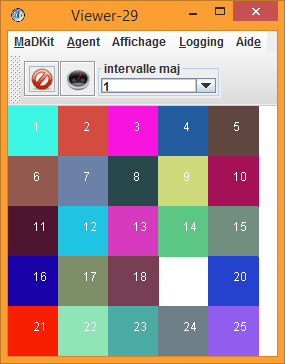 Viewer-29
MaDKit Agent Affichage Logging Aide
intervalle maj
1
1 2 3 4 5
6 7 8 9 10
11 12 13 14 15
16 17 18 20
21 22 23 24 25